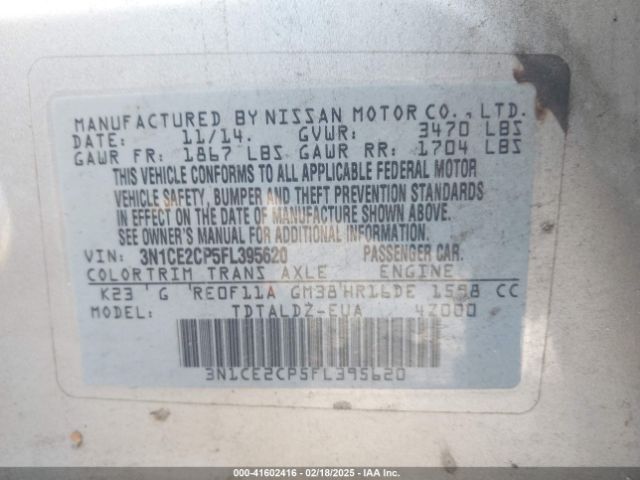 MANUFACTURED BY NISSAN MOTOR CO., LTD.
DATE: 11/14. GVWR: 3470 LBS
GAWR FR: 1867 LBS GAWR RR: 1704 LBS
THIS VEHICLE CONFORMS TO ALL APPLICABLE FEDERAL MOTOR
VEHICLE SAFETY, BUMPER AND THEFT PREVENTION STANDARDS
IN EFFECT ON THE DATE OF MANUFACTURE SHOWN ABOVE.
SEE OWNER'S MANUAL FOR ADDITIONAL INFORMATION.
VIN: 3N1CE2CP5FL395620 PASSENGER CAR.
COLOR TRIM TRANS AXLE ENGINE
K23 G RE0F11A GM38 HR16DE 1598 CC
MODEL: TDTALDZ-EUA 4Z000
3N1CE2CP5FL395620
000-41602416 - 02/18/2025 - IAA Inc.